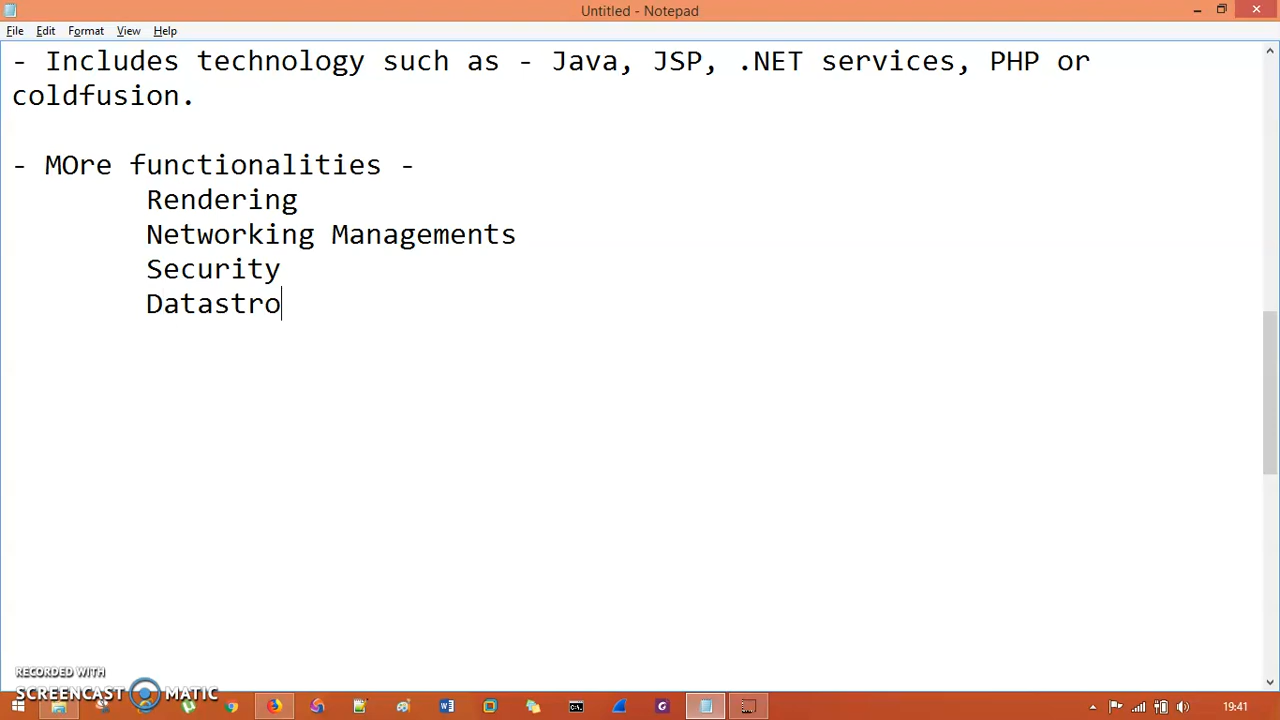 Untitled - Notepad
File Edit Format View Help
- Includes technology such as - Java, JSP, .NET services, PHP or
coldfusion.
- MOre functionalities -
Rendering
Networking Managements
Security
Datastro
RECORDED WITH
SCREENCAST MATIC
19:41